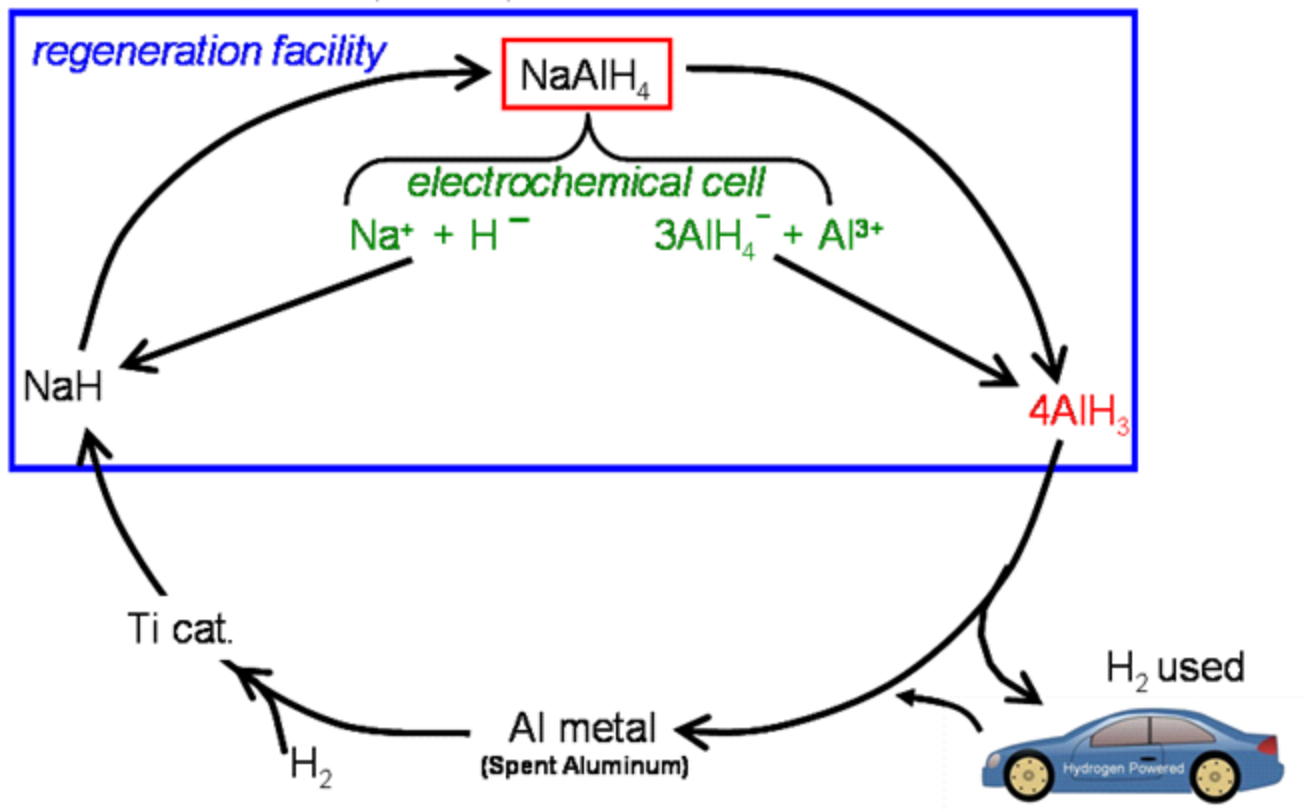 regeneration facility
NaAlH₄
electrochemical cell
Na⁺ + H⁻ 3AlH₄⁻ + Al³⁺
NaH
4AlH₃
Ti cat.
H₂ used
Al metal
(Spent Aluminum)
H₂
Hydrogen Powered